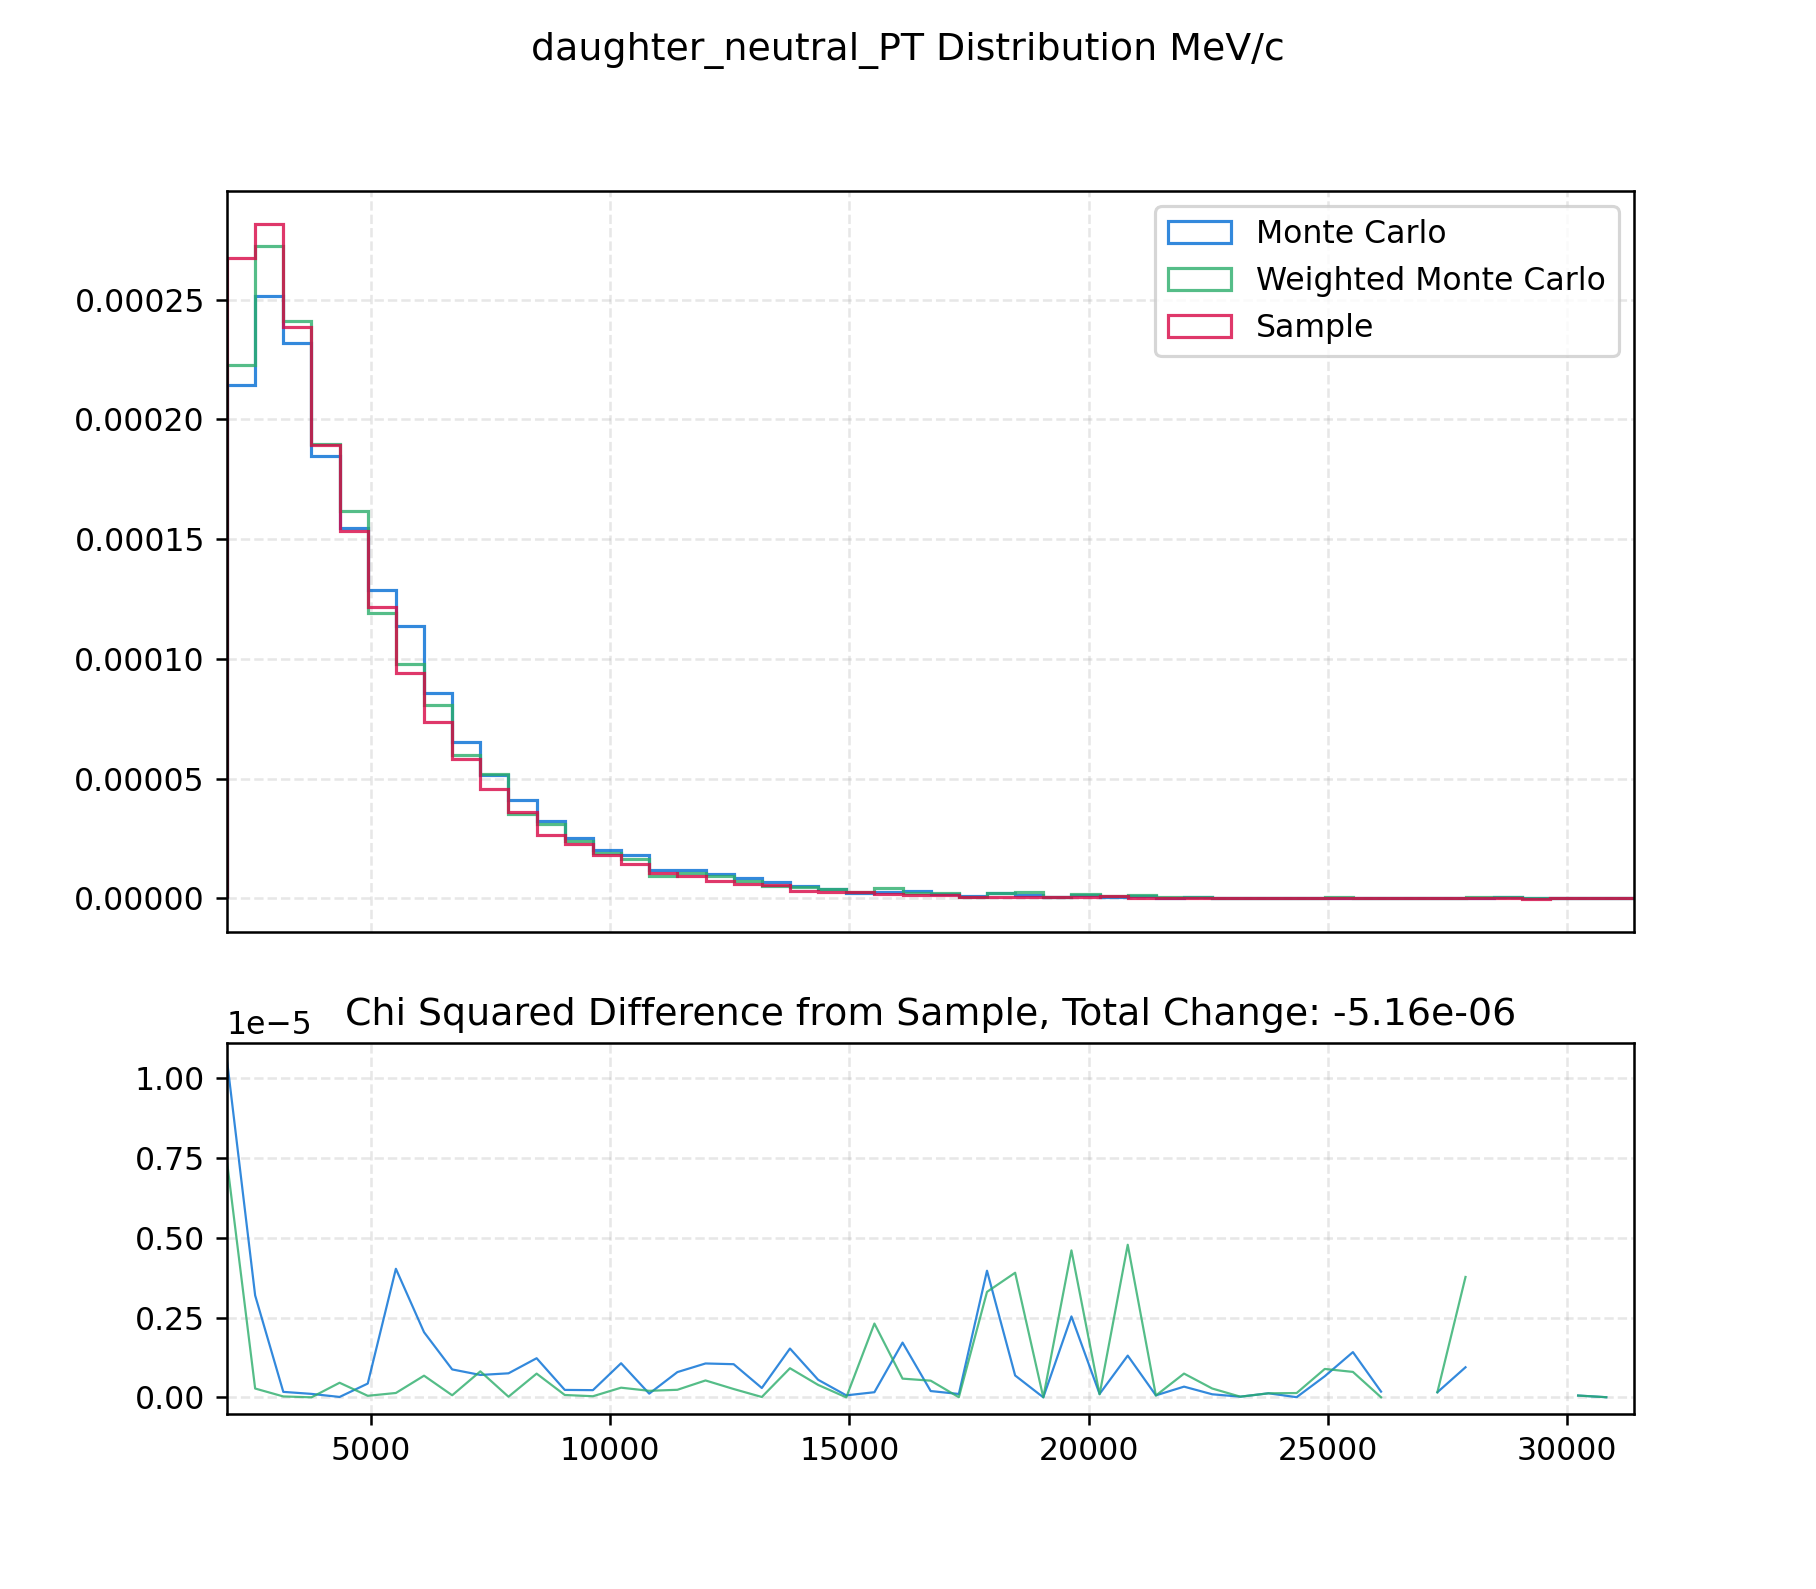 daughter_neutral_PT Distribution MeV/c
Monte Carlo
Weighted Monte Carlo
Sample
0.00025
0.00020
0.00015
0.00010
0.00005
0.00000
Chi Squared Difference from Sample, Total Change: -5.16e-06
1e−5
1.00
0.75
0.50
0.25
0.00
5000 10000 15000 20000 25000 30000